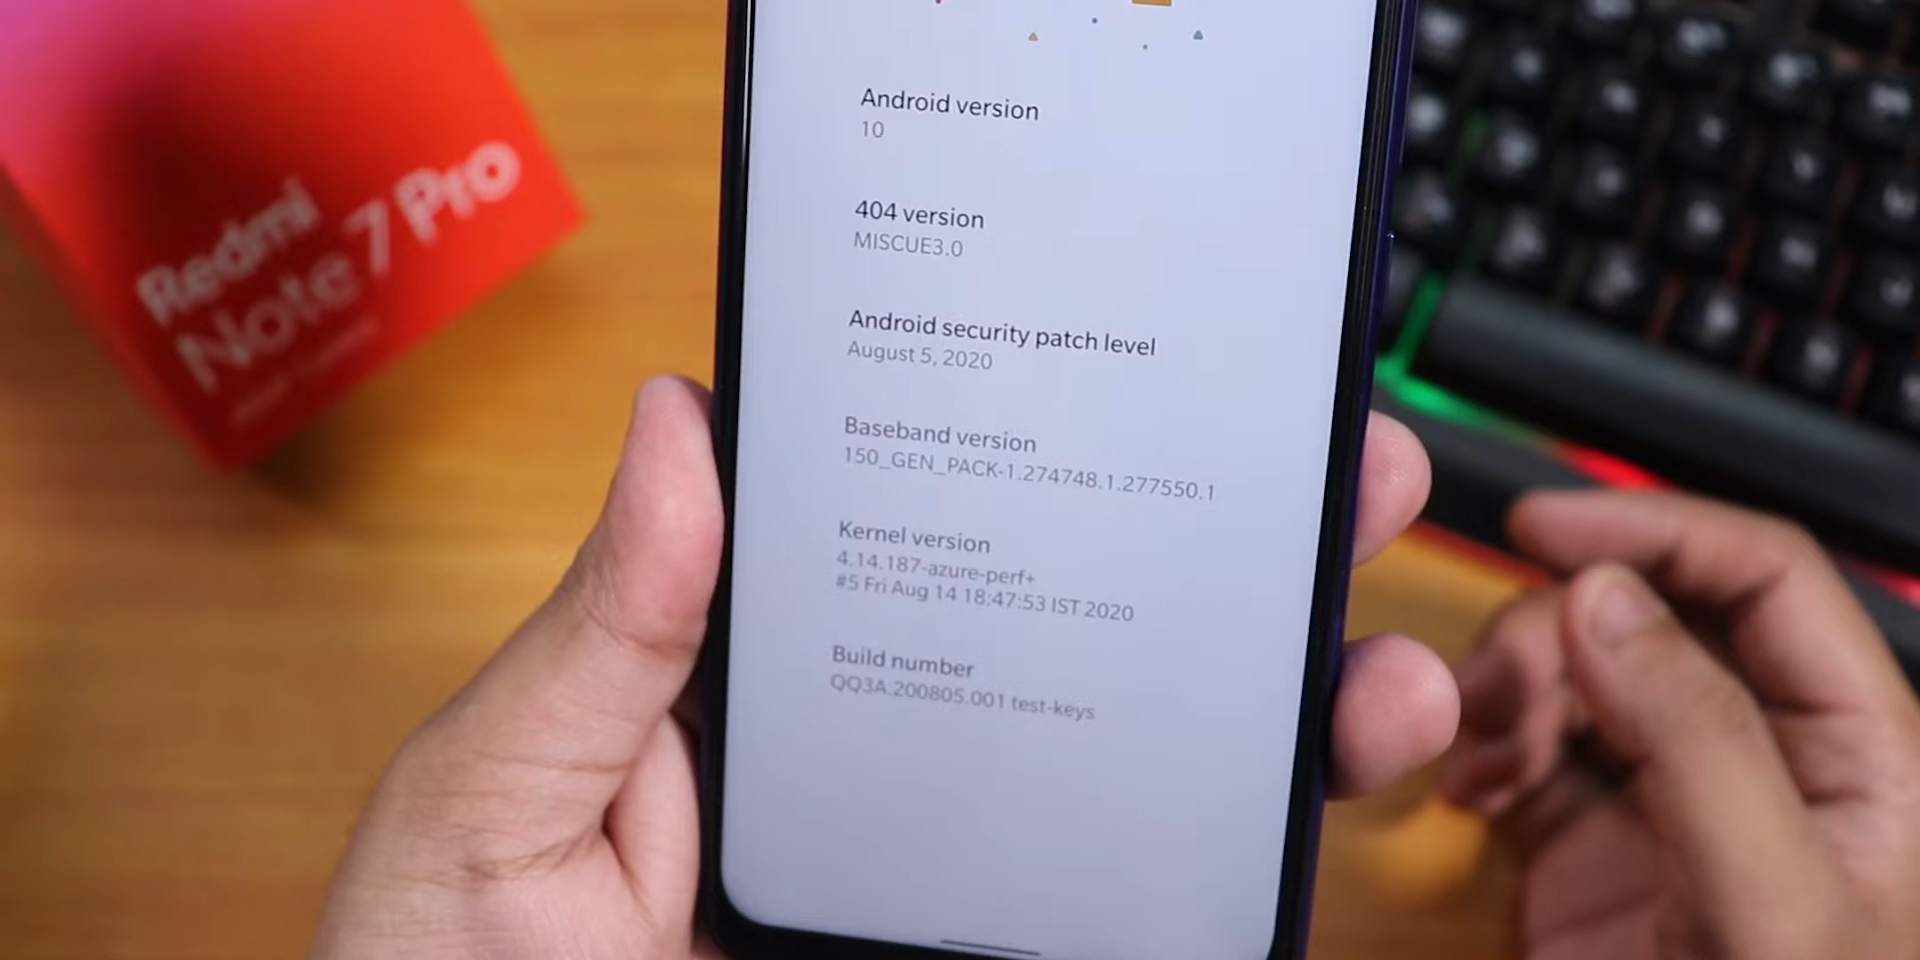 Redmi
Note 7 Pro
Android version
10
404 version
MISCUE3.0
Android security patch level
August 5, 2020
Baseband version
150_GEN_PACK-1.274748.1.277550.1
Kernel version
4.14.187-azure-perf+
#5 Fri Aug 14 18:47:53 IST 2020
Build number
QQ3A.200805.001 test-keys